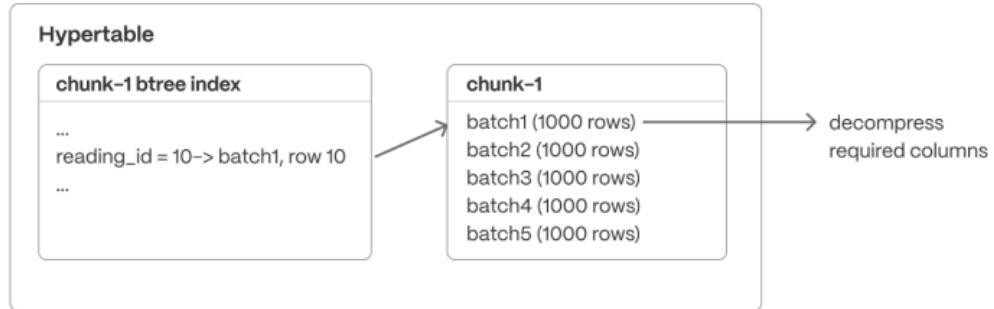 Hypertable
chunk-1 btree index
...
reading_id = 10-> batch1, row 10
...
chunk-1
batch1 (1000 rows)
batch2 (1000 rows)
batch3 (1000 rows)
batch4 (1000 rows)
batch5 (1000 rows)
decompress
required columns